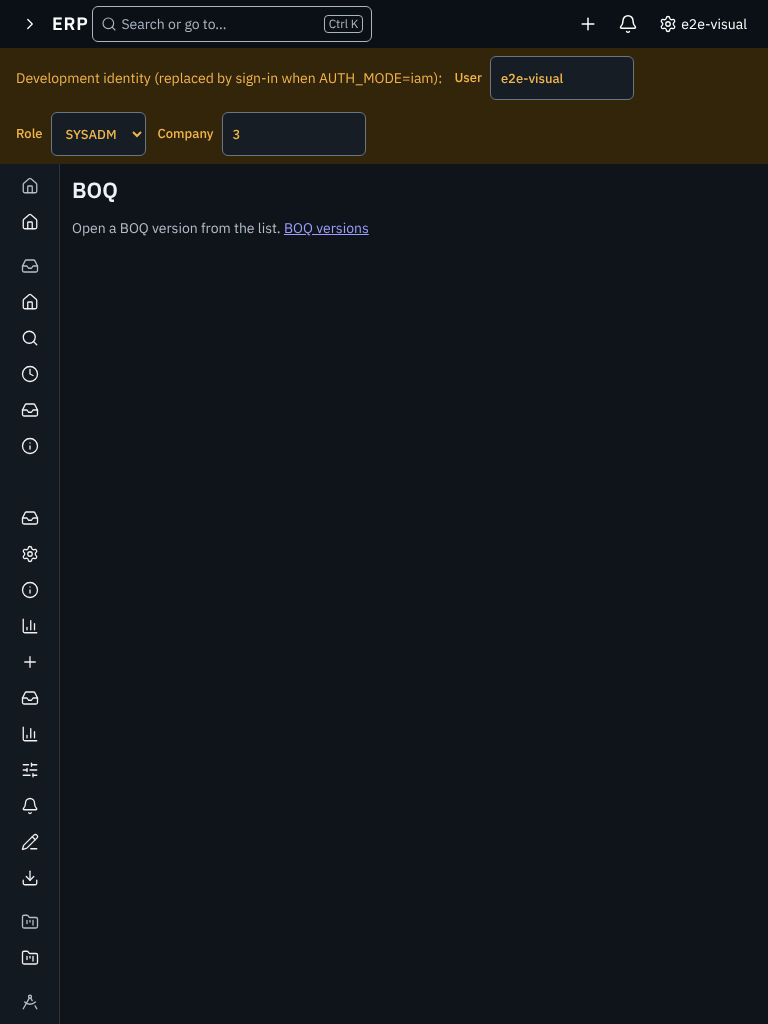 ERP
Search or go to...
Ctrl K
e2e-visual
Development identity (replaced by sign-in when AUTH_MODE=iam):
User
e2e-visual
Role
SYSADM
Company
3
BOQ
Open a BOQ version from the list. BOQ versions